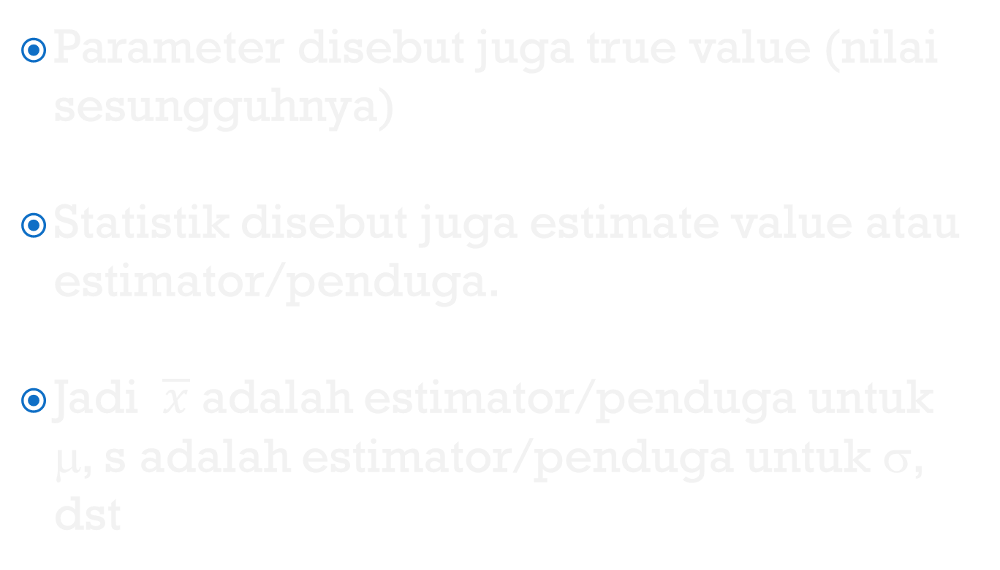 Parameter disebut juga true value (nilai
sesungguhnya)
Statistik disebut juga estimate value atau
estimator/penduga.
Jadi x̅ adalah estimator/penduga untuk
μ, s adalah estimator/penduga untuk σ,
dst